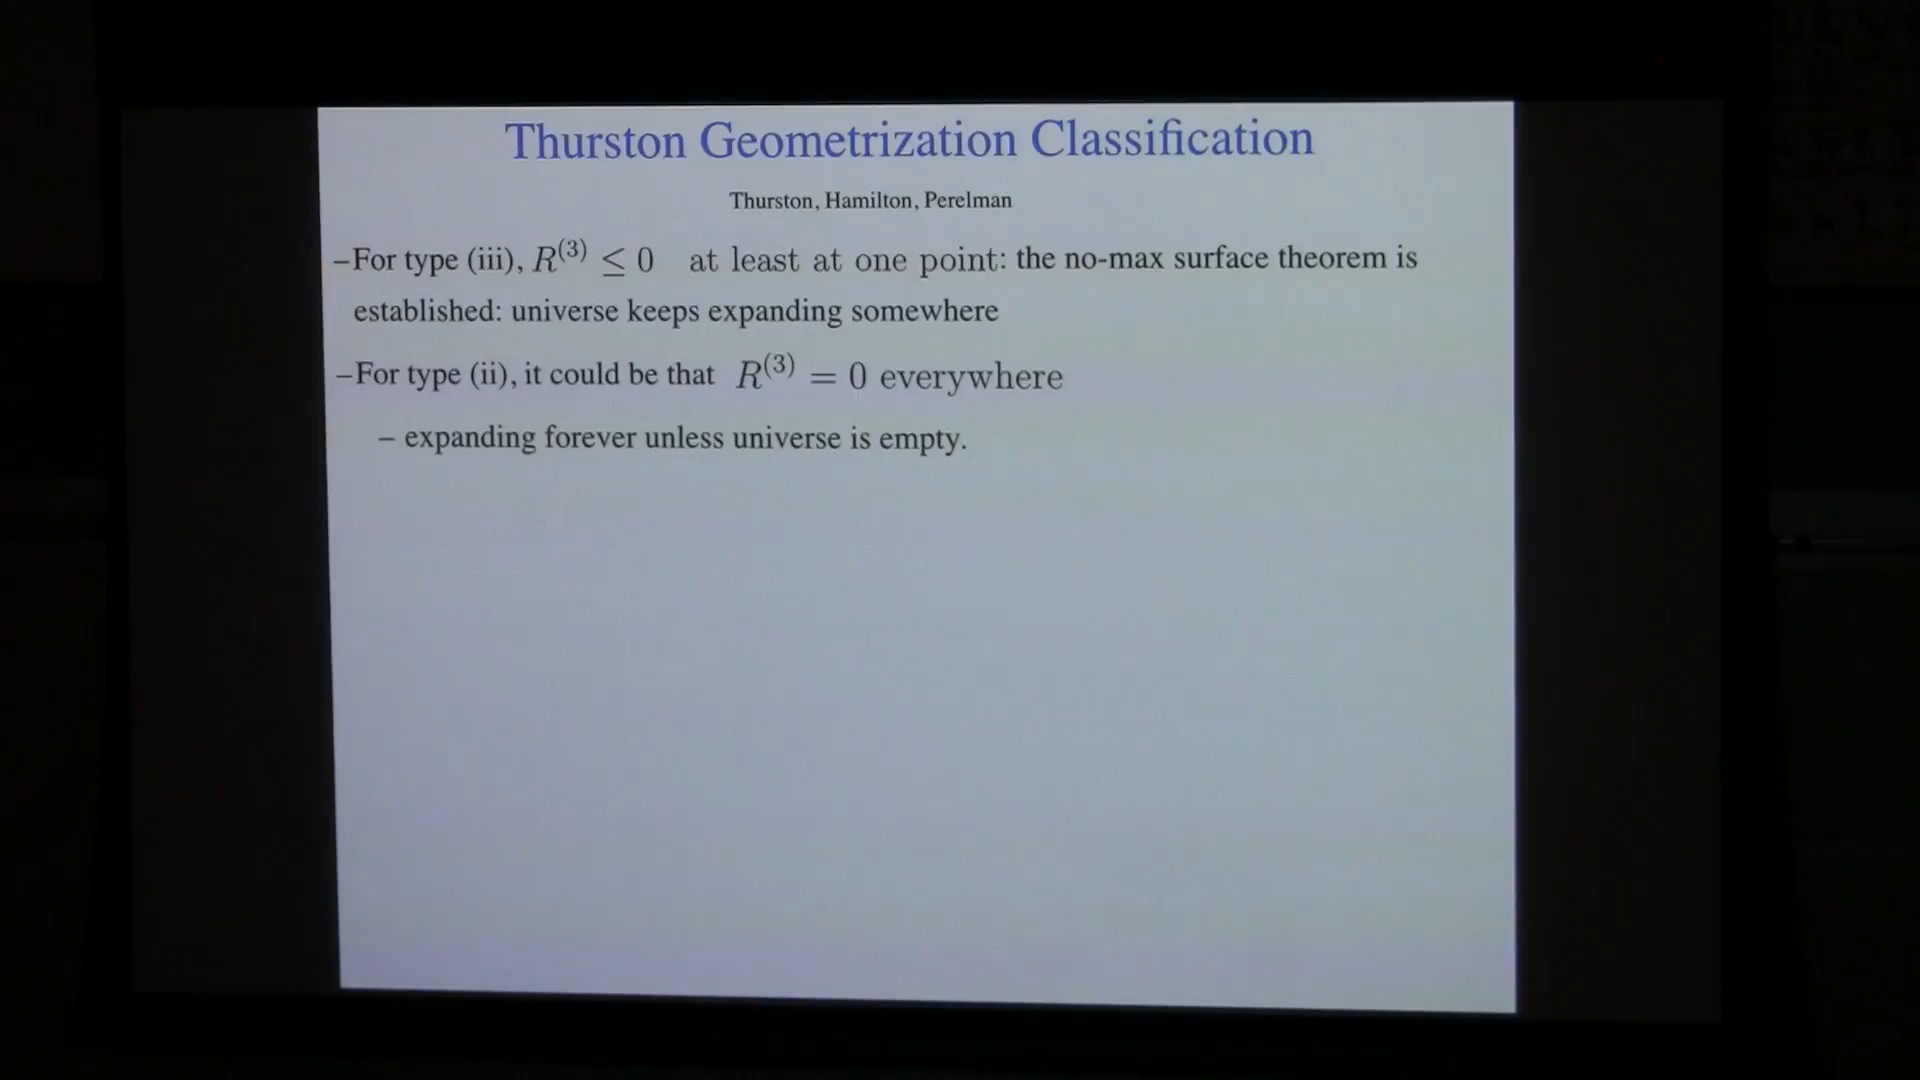 Thurston Geometrization Classification
Thurston, Hamilton, Perelman
–For type (iii), R⁽³⁾ ≤ 0 at least at one point: the no-max surface theorem is
established: universe keeps expanding somewhere
–For type (ii), it could be that R⁽³⁾ = 0 everywhere
– expanding forever unless universe is empty.